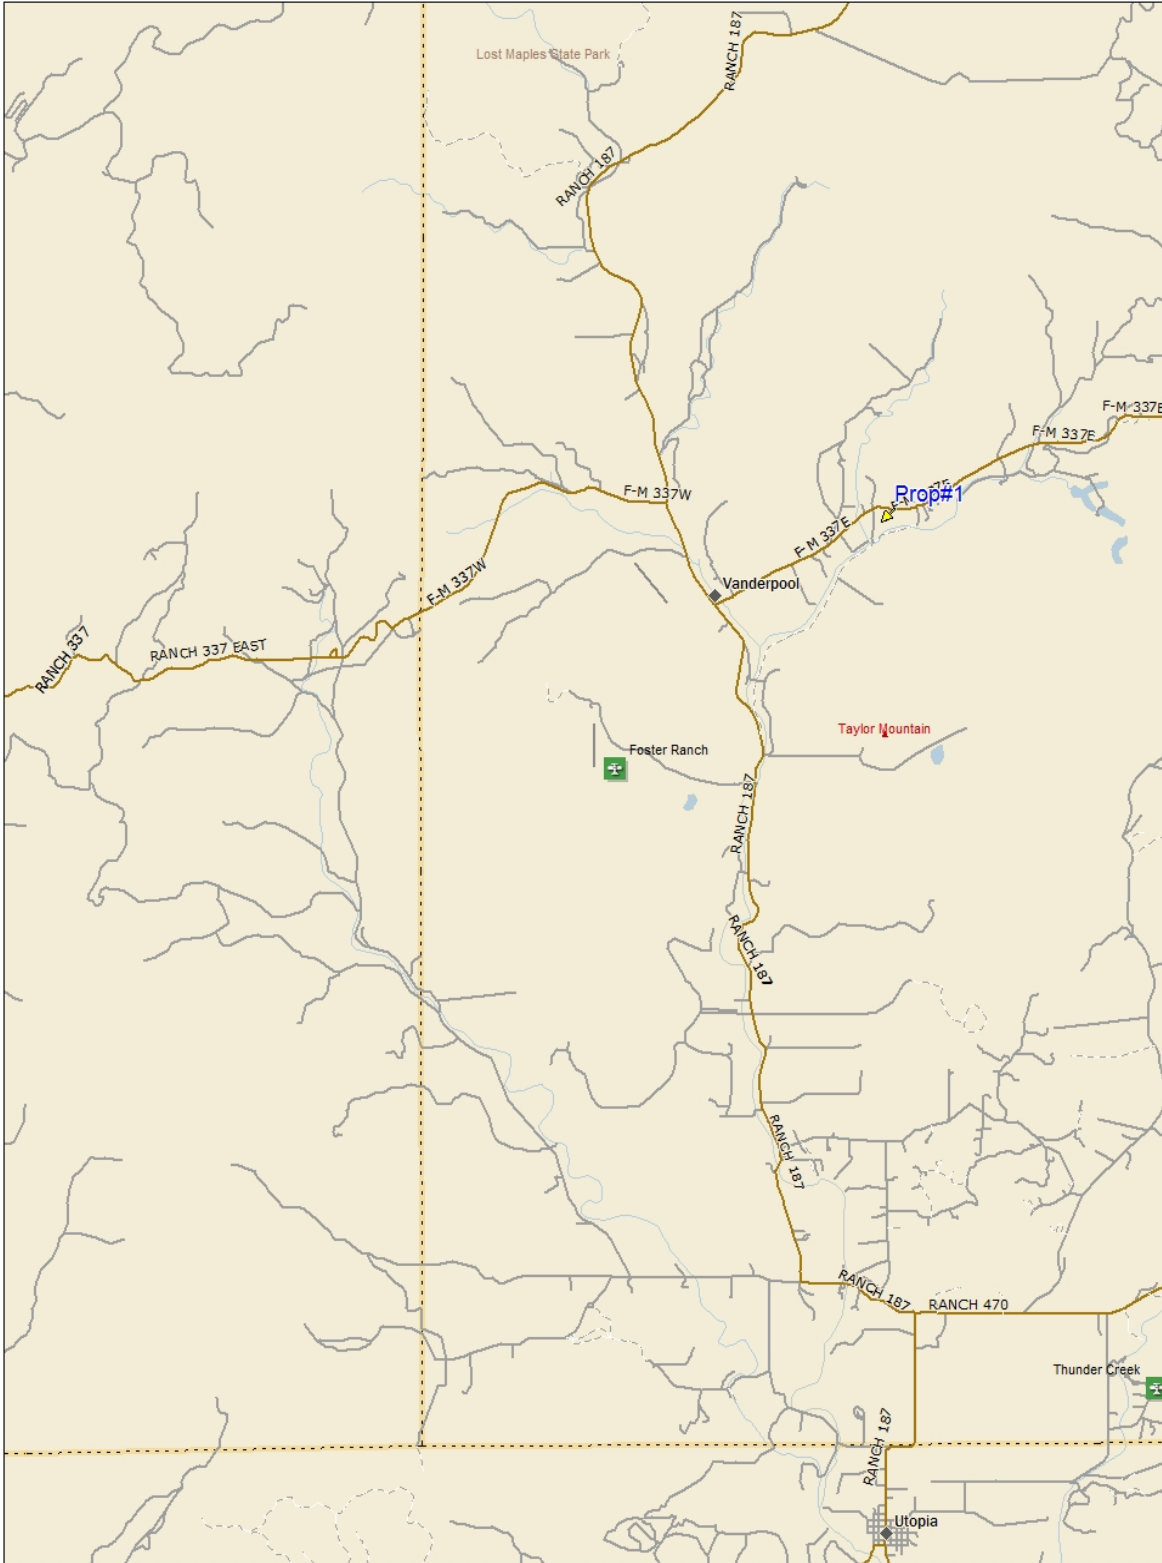 RANCH 187
Lost Maples State Park
RANCH 187
F-M 337E
F-M 337E
F-M 337W
Prop#1
F-M 337E
F-M 337W
Vanderpool
RANCH 337
RANCH 337 EAST
Taylor Mountain
Foster Ranch
RANCH 187
RANCH 187
RANCH 187
RANCH 187
RANCH 470
Thunder Creek
RANCH 187
Utopia